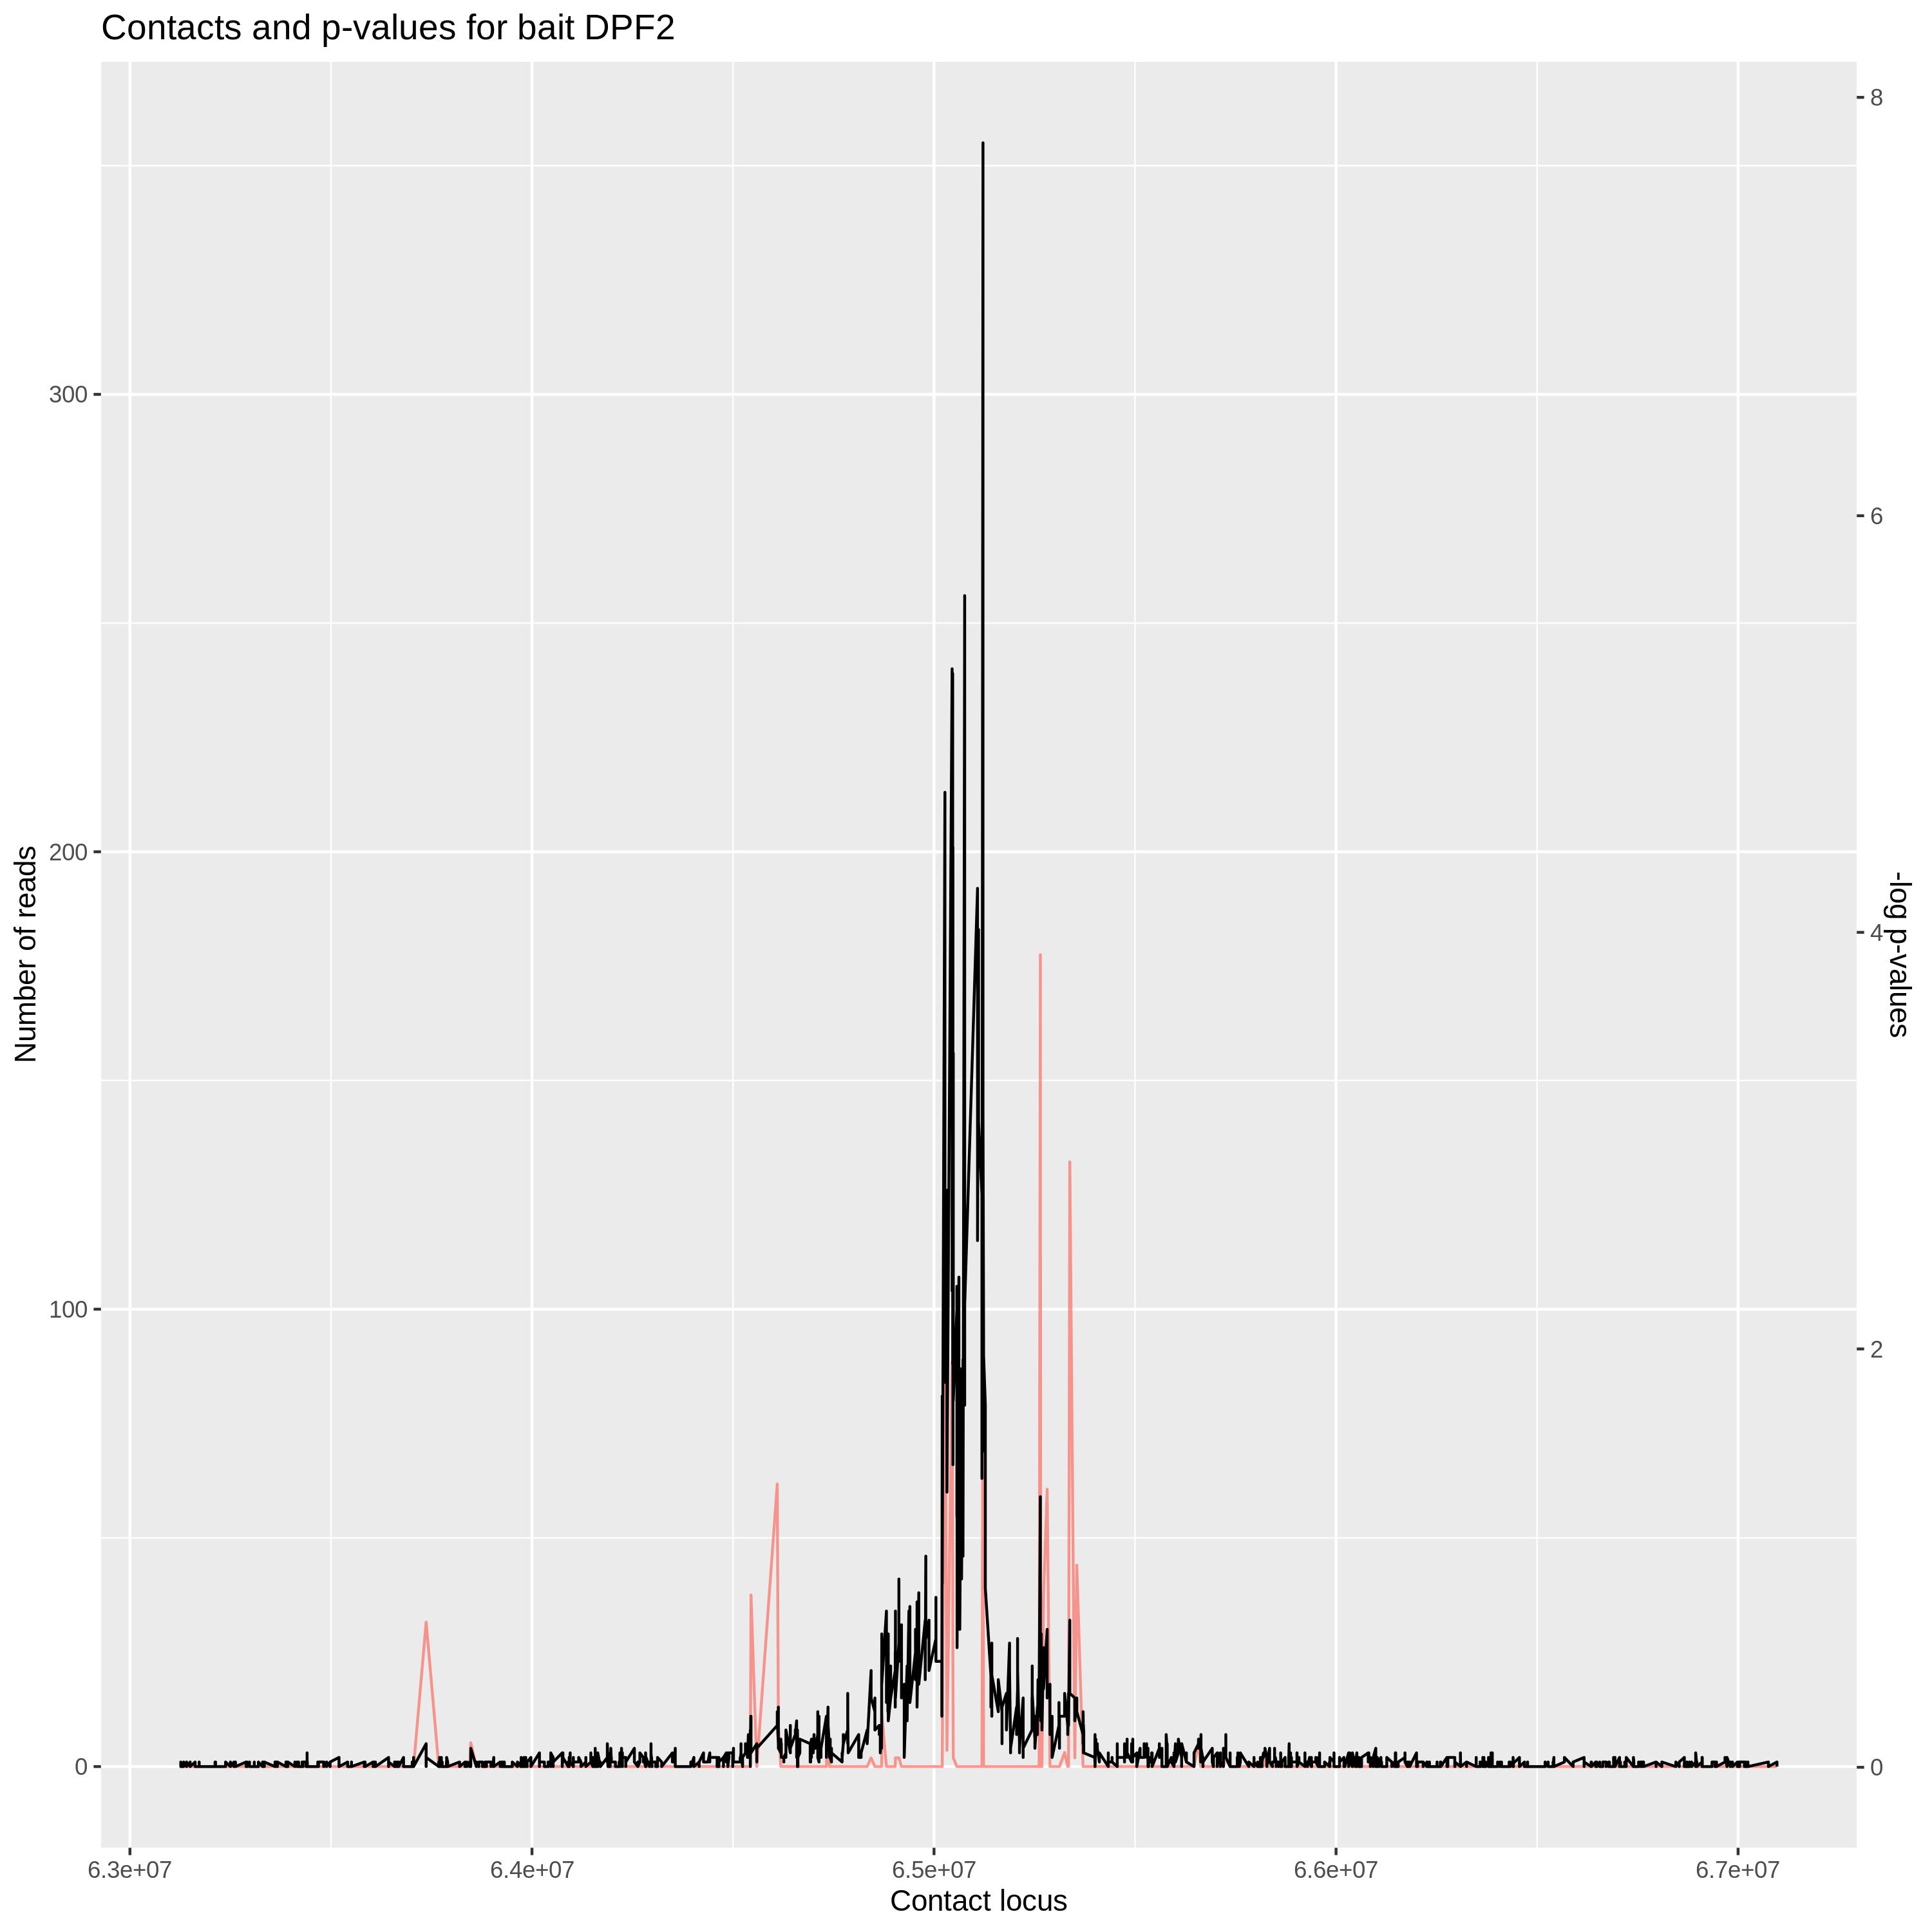 Contacts and p-values for bait DPF2
8
300
6
200
Number of reads
-log p-values
4
100
2
0
0
6.3e+07
6.4e+07
6.5e+07
6.6e+07
6.7e+07
Contact locus